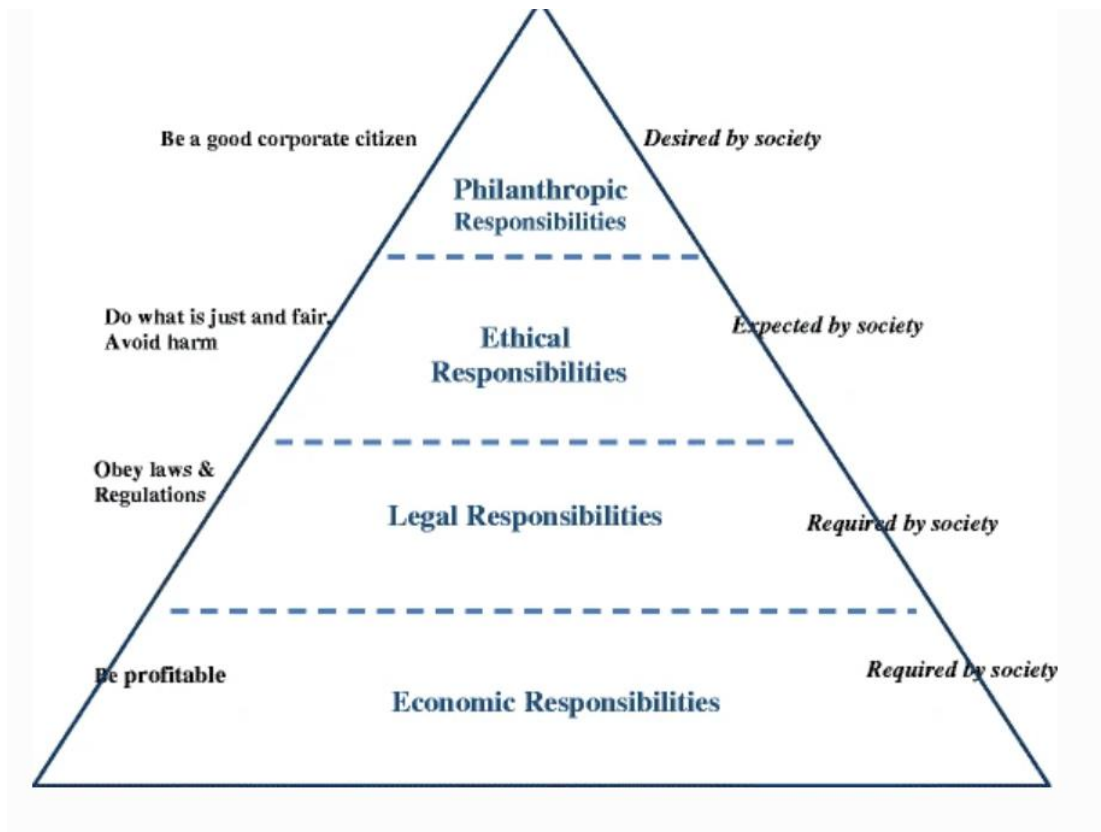 Be a good corporate citizen
Desired by society
Philanthropic
Responsibilities
Do what is just and fair,
Avoid harm
Expected by society
Ethical
Responsibilities
Obey laws &
Regulations
Legal Responsibilities
Required by society
Be profitable
Required by society
Economic Responsibilities